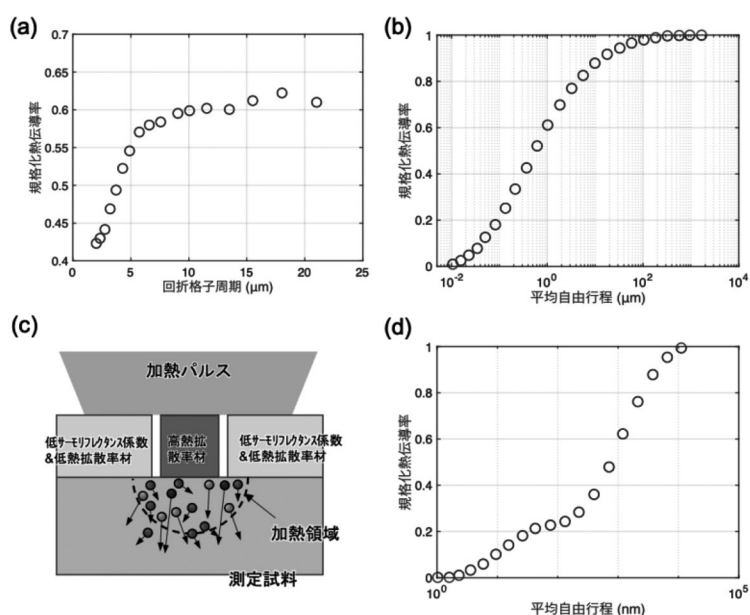 (a)
0.7
0.65
0.6
0.55
0.5
0.45
0.4
規格化熱伝導率
0
5
10
15
20
25
回折格子周期 (μm)
(b)
1
0.8
0.6
0.4
0.2
0
規格化熱伝導率
10⁻²
10⁰
10²
10⁴
平均自由行程 (μm)
(c)
加熱パルス
低サーモリフレクタンス係数
&低熱拡散率材
高熱拡
散率材
低サーモリフレクタンス係数
&低熱拡散率材
加熱領域
測定試料
(d)
1
0.8
0.6
0.4
0.2
0
規格化熱伝導率
10⁰
10⁵
平均自由行程 (nm)